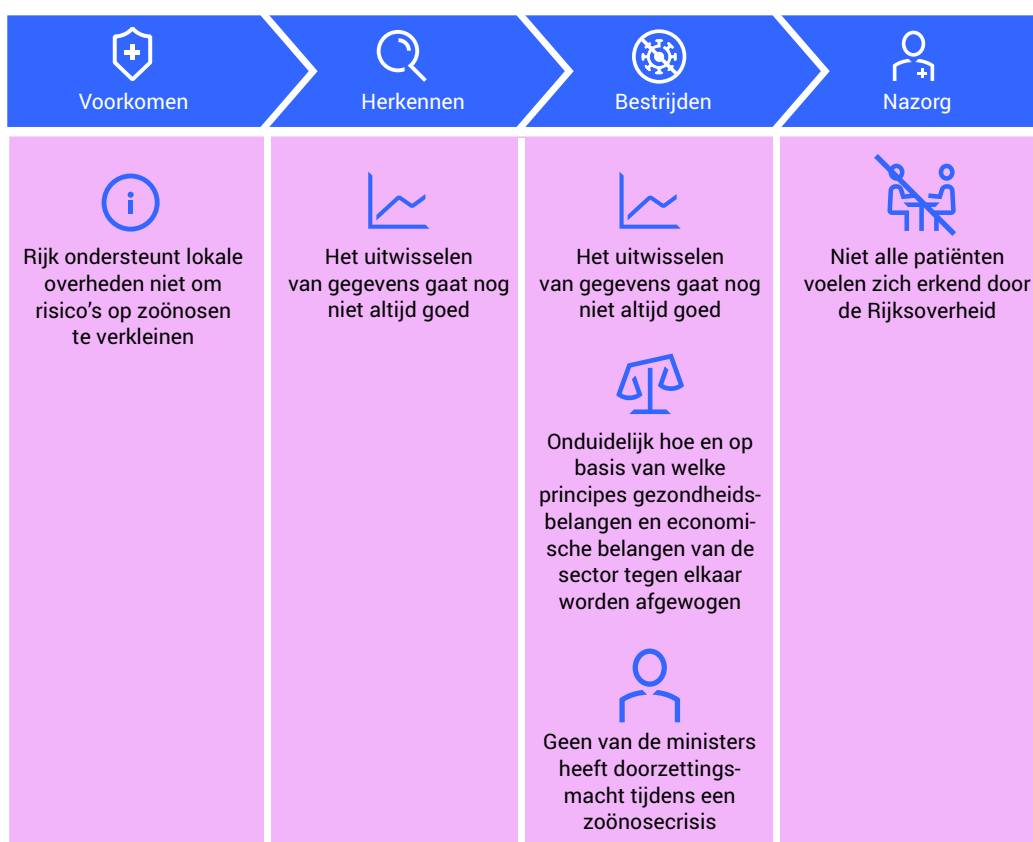 Voorkomen
Herkennen
Bestrijden
Nazorg
i
Rijk ondersteunt lokale
overheden niet om
risico's op zoönosen
te verkleinen
Het uitwisselen
van gegevens gaat nog
niet altijd goed
Het uitwisselen
van gegevens gaat nog
niet altijd goed
Onduidelijk hoe en op
basis van welke
principes gezondheids-
belangen en economi-
sche belangen van de
sector tegen elkaar
worden afgewogen
Geen van de ministers
heeft doorzettings-
macht tijdens een
zoönosecrisis
Niet alle patiënten
voelen zich erkend door
de Rijksoverheid